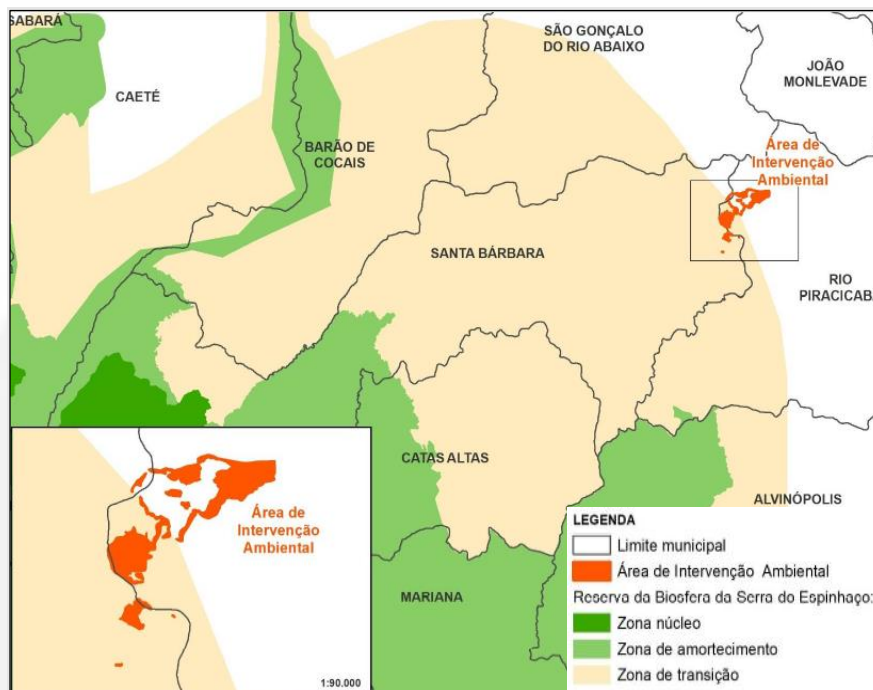 SABARÁ
CAETÉ
SÃO GONÇALO
DO RIO ABAIXO
JOÃO
MONLEVADE
BARÃO DE
COCAIS
Área de
Intervenção
Ambiental
SANTA BÁRBARA
RIO
PIRACICABA
CATAS ALTAS
ALVINÓPOLIS
MARIANA
Área de
Intervenção
Ambiental
1:90.000
LEGENDA
Limite municipal
Área de Intervenção Ambiental
Reserva da Biosfera da Serra do Espinhaço:
Zona núcleo
Zona de amortecimento
Zona de transição